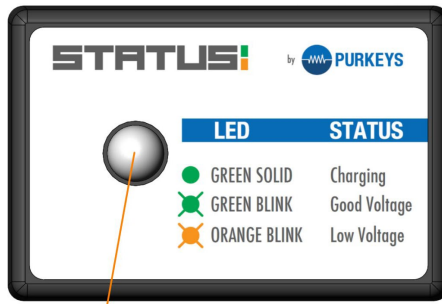 STATUS by PURKEYS
LED STATUS
GREEN SOLID Charging
GREEN BLINK Good Voltage
ORANGE BLINK Low Voltage